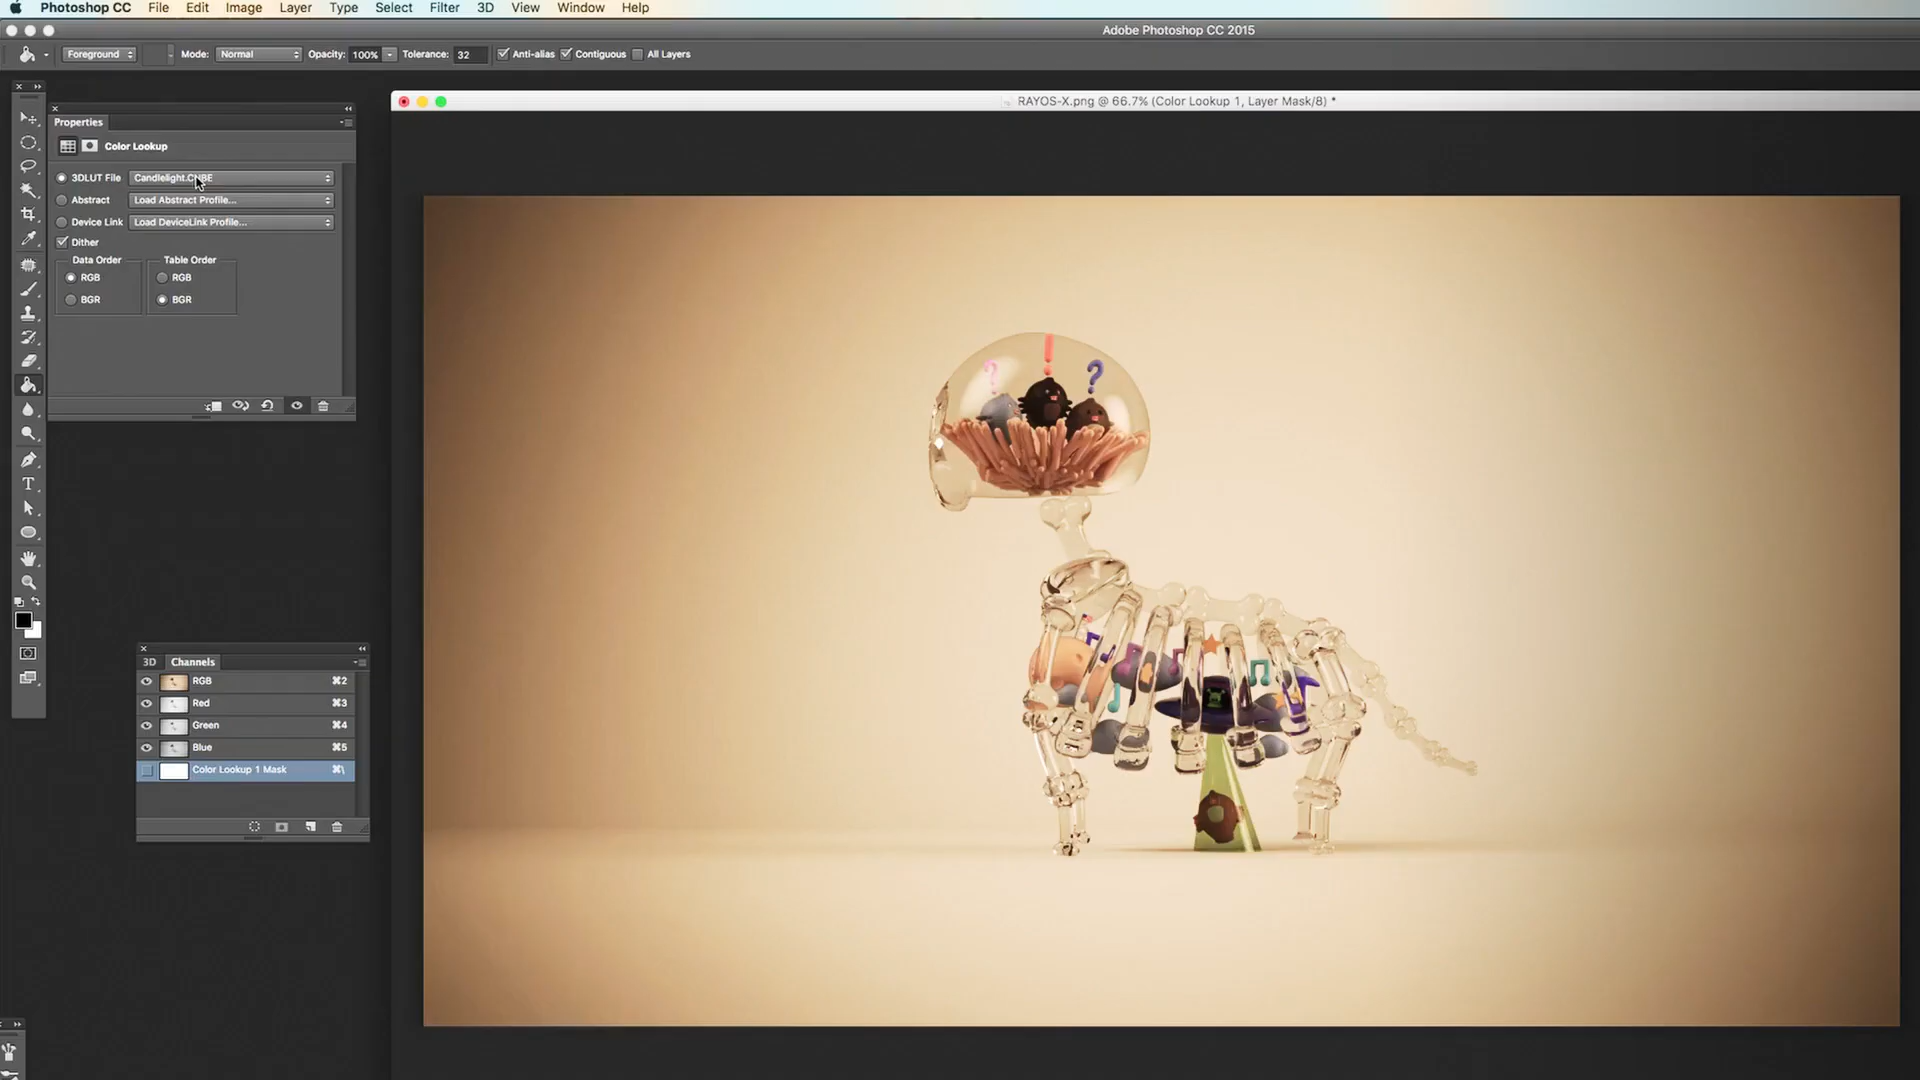 Photoshop CC File Edit Image Layer Type Select Filter 3D View Window Help
Adobe Photoshop CC 2015
Foreground Mode: Normal Opacity: 100% Tolerance: 32 Anti-alias Contiguous All Layers
RAYOS-X.png @ 66.7% (Color Lookup 1, Layer Mask/8) *
Properties
Color Lookup
3DLUT File Candlelight.CUBE
Abstract Load Abstract Profile...
Device Link Load DeviceLink Profile...
Dither
Data Order Table Order
RGB RGB
BGR BGR
T
? ! ?
3D Channels
RGB ⌘2
Red ⌘3
Green ⌘4
Blue ⌘5
Color Lookup 1 Mask ⌘\